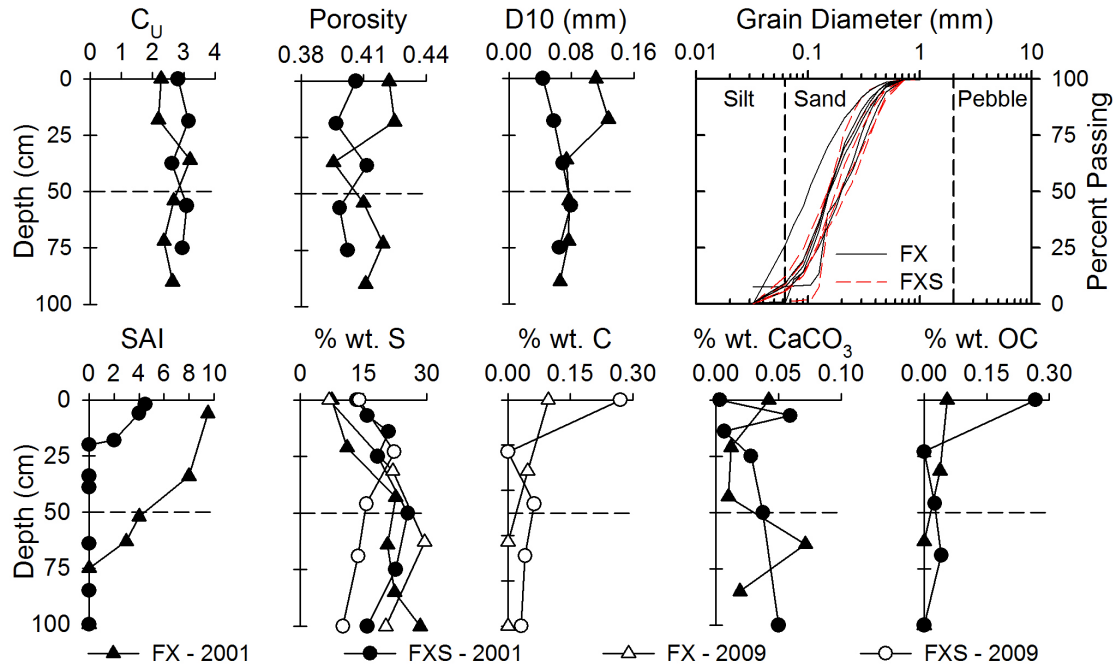 C_U Porosity D10 (mm) Grain Diameter (mm)
0 1 2 3 4 0.38 0.41 0.44 0.00 0.08 0.16 0.01 0.1 1 10
0 100
Silt Sand Pebble
25 75
50 50
75 FX 25
FXS
100 0
Depth (cm)
Percent Passing
SAI % wt. S % wt. C % wt. CaCO₃ % wt. OC
0 2 4 6 8 10 0 15 30 0.00 0.15 0.30 0.00 0.05 0.10 0.00 0.15 0.30
0
25
50
75
100
Depth (cm)
FX - 2001 FXS - 2001 FX - 2009 FXS - 2009